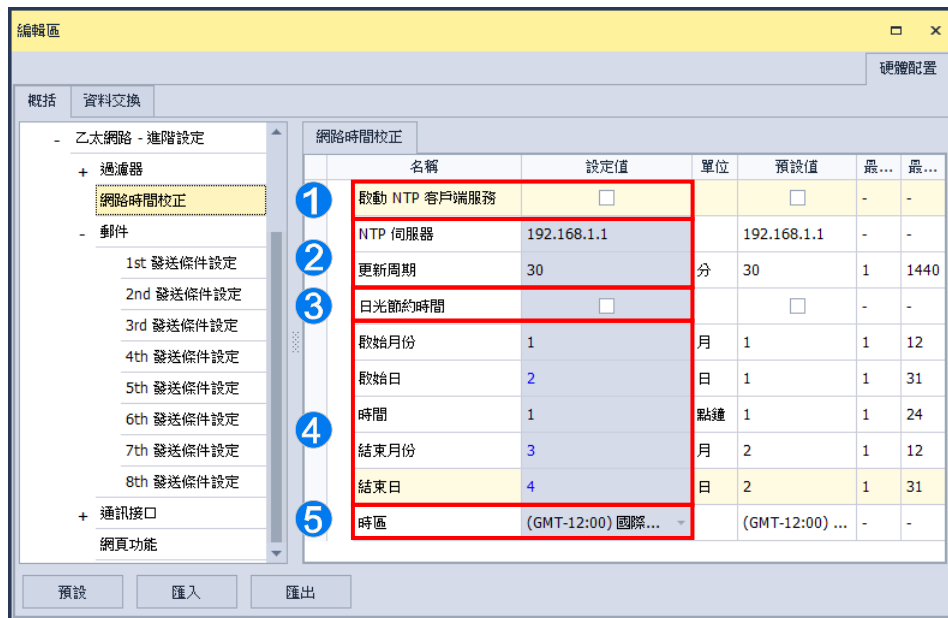 編輯區
硬體配置
概括 資料交換
- 乙太網路 - 進階設定
+ 過濾器
網路時間校正
- 郵件
1st 發送條件設定
2nd 發送條件設定
3rd 發送條件設定
4th 發送條件設定
5th 發送條件設定
6th 發送條件設定
7th 發送條件設定
8th 發送條件設定
+ 通訊接口
網頁功能
網路時間校正
名稱 設定值 單位 預設值 最... 最...
1 啟動 NTP 客戶端服務 - -
NTP 伺服器 192.168.1.1 192.168.1.1 - -
2 更新周期 30 分 30 1 1440
3 日光節約時間 - -
啟始月份 1 月 1 1 12
啟始日 2 日 1 1 31
4 時間 1 點鐘 1 1 24
結束月份 3 月 2 1 12
結束日 4 日 2 1 31
5 時區 (GMT-12:00) 國際... (GMT-12:00) ... - -
預設 匯入 匯出